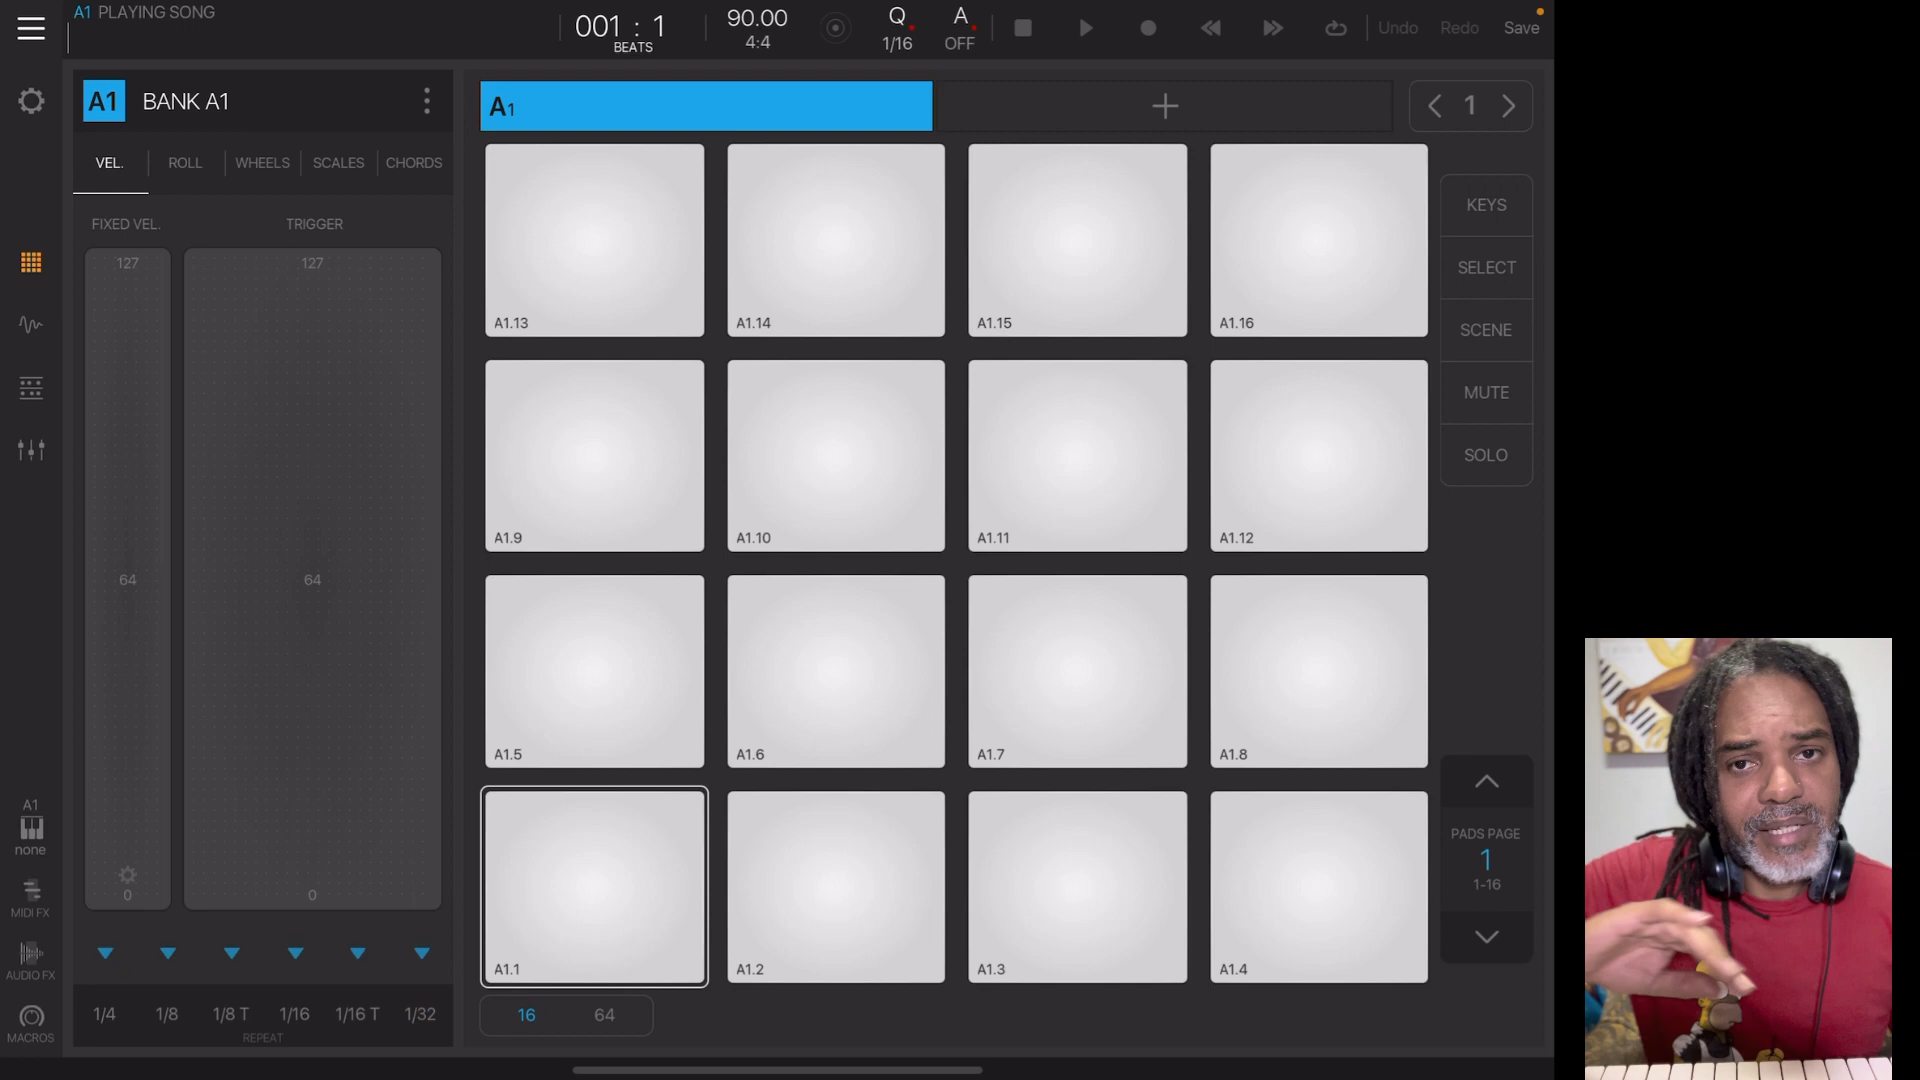 A1 PLAYING SONG
001 : 1
BEATS
90.00
4:4
Q
1/16
A
OFF
Undo
Redo
Save
A1
BANK A1
A1
+
1
VEL.
ROLL
WHEELS
SCALES
CHORDS
FIXED VEL.
TRIGGER
127
127
64
64
0
0
1/4
1/8
1/8 T
1/16
1/16 T
1/32
REPEAT
A1.13
A1.14
A1.15
A1.16
A1.9
A1.10
A1.11
A1.12
A1.5
A1.6
A1.7
A1.8
A1.1
A1.2
A1.3
A1.4
16
64
KEYS
SELECT
SCENE
MUTE
SOLO
PADS PAGE
1
1-16
A1
none
MIDI FX
AUDIO FX
MACROS